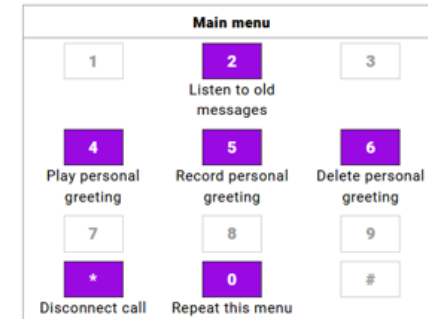 Main menu
1 2 3
Listen to old
messages
4 5 6
Play personal Record personal Delete personal
greeting greeting greeting
7 8 9
* 0 #
Disconnect call Repeat this menu